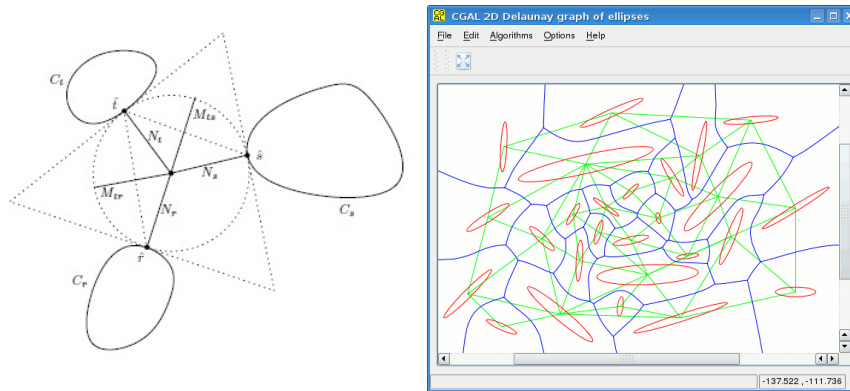 C_t
t̂
M_ts
N_t
ŝ
N_s
M_tr
N_r
C_s
r̂
C_r
CGAL 2D Delaunay graph of ellipses
File Edit Algorithms Options Help
-137.522 , -111.736